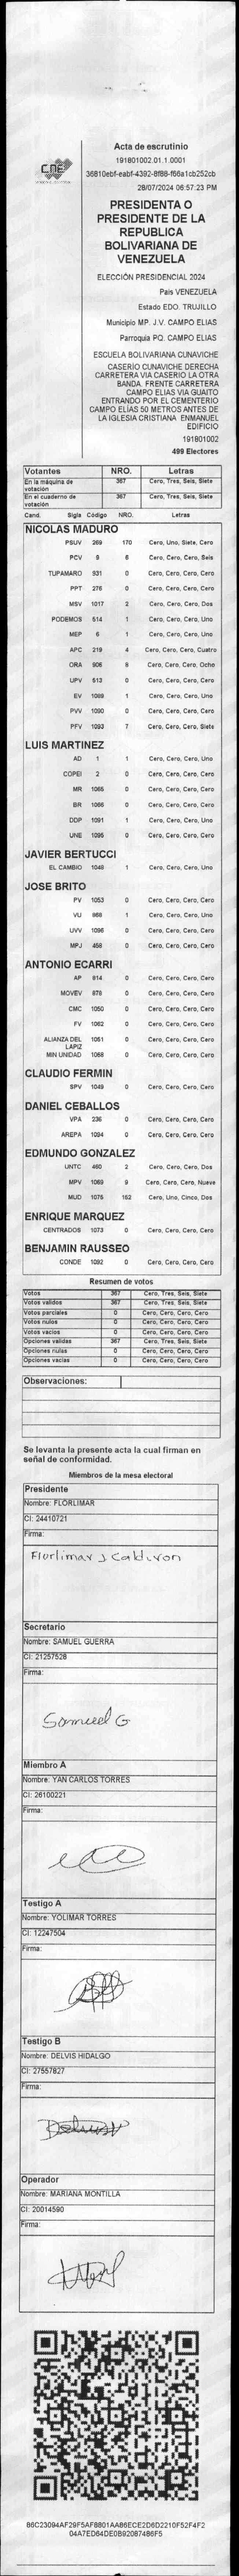 CNE
Acta de escrutinio
191801002.01.1.0001
36810ebf-eabf-4392-8f88-f66a1cb252cb
28/07/2024 06:57:23 PM
PRESIDENTA O
PRESIDENTE DE LA
REPUBLICA
BOLIVARIANA DE
VENEZUELA
ELECCIÓN PRESIDENCIAL 2024
País VENEZUELA
Estado EDO. TRUJILLO
Municipio MP. J.V. CAMPO ELIAS
Parroquia PQ. CAMPO ELIAS
ESCUELA BOLIVARIANA CUNAVICHE
CASERÍO CUNAVICHE DERECHA
CARRETERA VIA CASERIO LA OTRA
BANDA. FRENTE CARRETERA
CAMPO ELIAS VIA GUAITO
ENTRANDO POR EL CEMENTERIO
CAMPO ELÍAS 50 METROS ANTES DE
LA IGLESIA CRISTIANA ENMANUEL
EDIFICIO
191801002
499 Electores
Votantes NRO. Letras
En la máquina de votación 367 Cero, Tres, Seis, Siete
En el cuaderno de votación 367 Cero, Tres, Seis, Siete
Cand. Sigla Código NRO. Letras
NICOLAS MADURO
PSUV 269 170 Cero, Uno, Siete, Cero
PCV 9 6 Cero, Cero, Cero, Seis
TUPAMARO 931 0 Cero, Cero, Cero, Cero
PPT 276 0 Cero, Cero, Cero, Cero
MSV 1017 2 Cero, Cero, Cero, Dos
PODEMOS 514 1 Cero, Cero, Cero, Uno
MEP 6 1 Cero, Cero, Cero, Uno
APC 219 4 Cero, Cero, Cero, Cuatro
ORA 906 8 Cero, Cero, Cero, Ocho
UPV 513 0 Cero, Cero, Cero, Cero
EV 1089 1 Cero, Cero, Cero, Uno
PVV 1090 0 Cero, Cero, Cero, Cero
PFV 1093 7 Cero, Cero, Cero, Siete
LUIS MARTINEZ
AD 1 1 Cero, Cero, Cero, Uno
COPEI 2 0 Cero, Cero, Cero, Cero
MR 1065 0 Cero, Cero, Cero, Cero
BR 1066 0 Cero, Cero, Cero, Cero
DDP 1091 1 Cero, Cero, Cero, Uno
UNE 1095 0 Cero, Cero, Cero, Cero
JAVIER BERTUCCI
EL CAMBIO 1048 1 Cero, Cero, Cero, Uno
JOSE BRITO
PV 1053 0 Cero, Cero, Cero, Cero
VU 868 1 Cero, Cero, Cero, Uno
UVV 1096 0 Cero, Cero, Cero, Cero
MPJ 458 0 Cero, Cero, Cero, Cero
ANTONIO ECARRI
AP 814 0 Cero, Cero, Cero, Cero
MOVEV 878 0 Cero, Cero, Cero, Cero
CMC 1050 0 Cero, Cero, Cero, Cero
FV 1062 0 Cero, Cero, Cero, Cero
ALIANZA DEL LAPIZ 1051 0 Cero, Cero, Cero, Cero
MIN UNIDAD 1068 0 Cero, Cero, Cero, Cero
CLAUDIO FERMIN
SPV 1049 0 Cero, Cero, Cero, Cero
DANIEL CEBALLOS
VPA 236 0 Cero, Cero, Cero, Cero
AREPA 1094 0 Cero, Cero, Cero, Cero
EDMUNDO GONZALEZ
UNTC 460 2 Cero, Cero, Cero, Dos
MPV 1069 9 Cero, Cero, Cero, Nueve
MUD 1075 152 Cero, Uno, Cinco, Dos
ENRIQUE MARQUEZ
CENTRADOS 1073 0 Cero, Cero, Cero, Cero
BENJAMIN RAUSSEO
CONDE 1092 0 Cero, Cero, Cero, Cero
Resumen de votos
Votos 367 Cero, Tres, Seis, Siete
Votos validos 367 Cero, Tres, Seis, Siete
Votos parciales 0 Cero, Cero, Cero, Cero
Votos nulos 0 Cero, Cero, Cero, Cero
Votos vacios 0 Cero, Cero, Cero, Cero
Opciones validas 367 Cero, Tres, Seis, Siete
Opciones nulas 0 Cero, Cero, Cero, Cero
Opciones vacias 0 Cero, Cero, Cero, Cero
Observaciones:
Se levanta la presente acta la cual firman en
señal de conformidad.
Miembros de la mesa electoral
Presidente
Nombre: FLORLIMAR
CI: 24410721
Firma:
Florlimar J Calderon
Secretario
Nombre: SAMUEL GUERRA
CI: 21257528
Firma:
Samuel G
Miembro A
Nombre: YAN CARLOS TORRES
CI: 26100221
Firma:
Testigo A
Nombre: YOLIMAR TORRES
CI: 12247504
Firma:
Testigo B
Nombre: DELVIS HIDALGO
CI: 27557827
Firma:
Operador
Nombre: MARIANA MONTILLA
CI: 20014590
Firma:
86C23094AF29F5AF8801AA86ECE2D6D2210F52F4F2
04A7ED64DE0B92087486F5